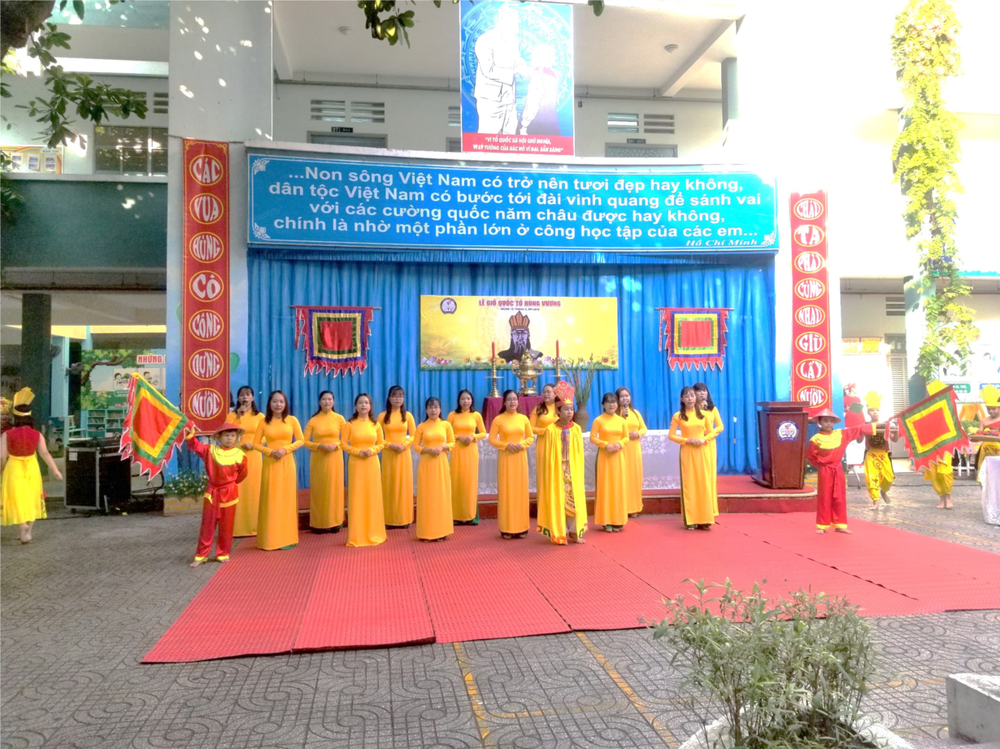 "VÌ TỔ QUỐC XÃ HỘI CHỦ NGHĨA,
VÌ LÝ TƯỞNG CỦA BÁC HỒ VĨ ĐẠI, SẴN SÀNG"
...Non sông Việt Nam có trở nên tươi đẹp hay không,
dân tộc Việt Nam có bước tới đài vinh quang để sánh vai
với các cường quốc năm châu được hay không,
chính là nhờ một phần lớn ở công học tập của các em...
Hồ Chí Minh
CÁC
VUA
HÙNG
CÓ
CÔNG
DỰNG
NƯỚC
CHÁU
TA
PHẢI
CÙNG
NHAU
GIỮ
LẤY
NƯỚC
LỄ GIỖ QUỐC TỔ HÙNG VƯƠNG
NHỮNG